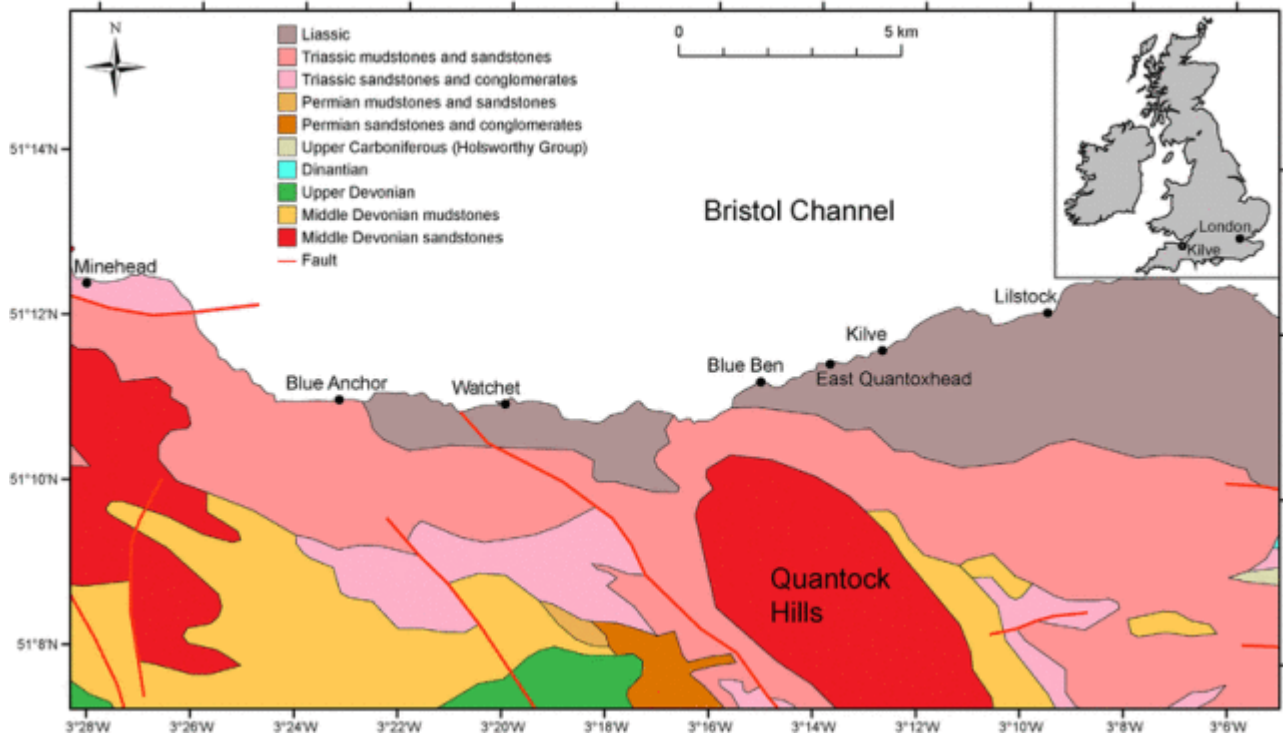 N
Liassic
Triassic mudstones and sandstones
Triassic sandstones and conglomerates
Permian mudstones and sandstones
Permian sandstones and conglomerates
Upper Carboniferous (Holsworthy Group)
Dinantian
Upper Devonian
Middle Devonian mudstones
Middle Devonian sandstones
Fault
0 5 km
London
Kilve
Bristol Channel
51°14'N
51°12'N
51°10'N
51°8'N
Minehead
Blue Anchor
Watchet
Blue Ben
East Quantoxhead
Kilve
Lilstock
Quantock
Hills
3°28'W 3°26'W 3°24'W 3°22'W 3°20'W 3°18'W 3°16'W 3°14'W 3°12'W 3°10'W 3°8'W 3°6'W